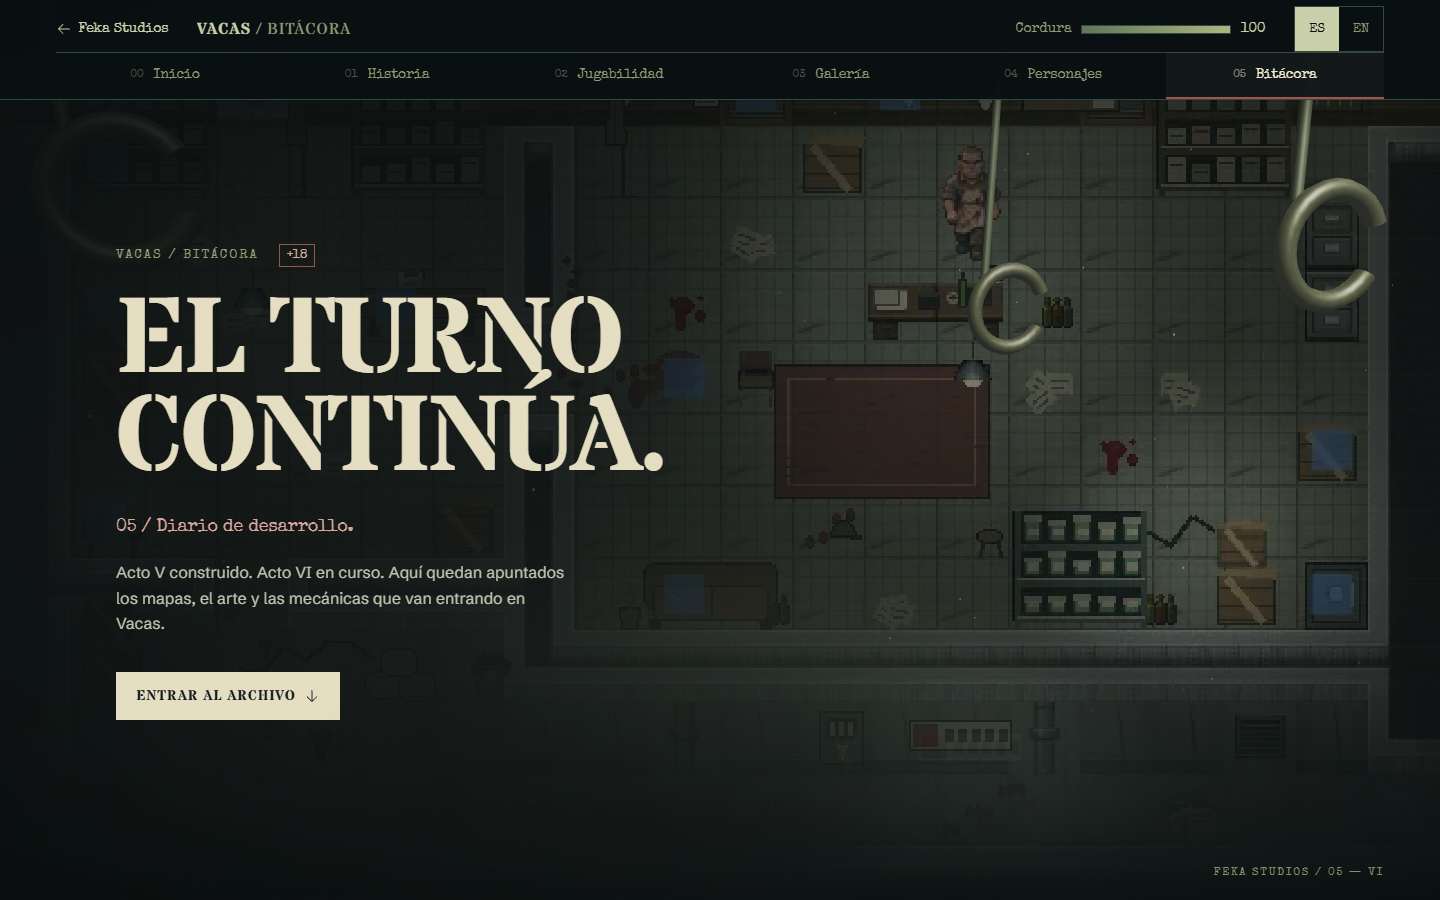 ← Feka Studios VACAS / BITÁCORA Cordura 100 ES EN
00 Inicio 01 Historia 02 Jugabilidad 03 Galería 04 Personajes 05 Bitácora
VACAS / BITÁCORA +18
EL TURNO
CONTINÚA.
05 / Diario de desarrollo.
Acto V construido. Acto VI en curso. Aquí quedan apuntados
los mapas, el arte y las mecánicas que van entrando en
Vacas.
ENTRAR AL ARCHIVO ↓
FEKA STUDIOS / 05 — VI